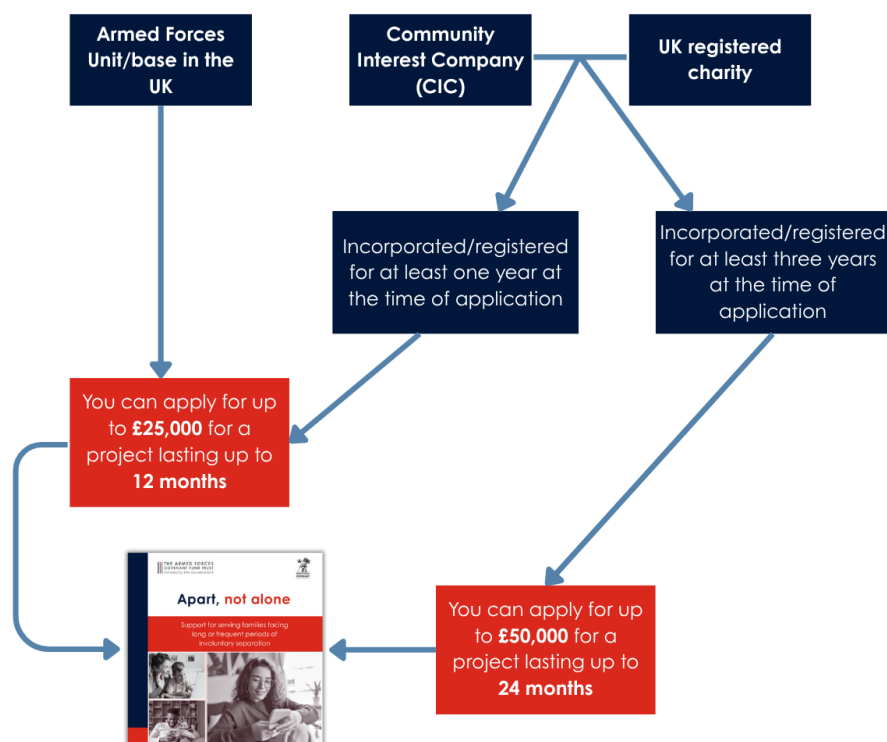 Armed Forces
Unit/base in the
UK
Community
Interest Company
(CIC)
UK registered
charity
Incorporated/registered
for at least one year at
the time of application
Incorporated/registered
for at least three years
at the time of
application
You can apply for up
to £25,000 for a
project lasting up to
12 months
THE ARMED FORCES
COVENANT FUND TRUST
Apart, not alone
Support for serving families facing
long or frequent periods of
involuntary separation
You can apply for up
to £50,000 for a
project lasting up to
24 months